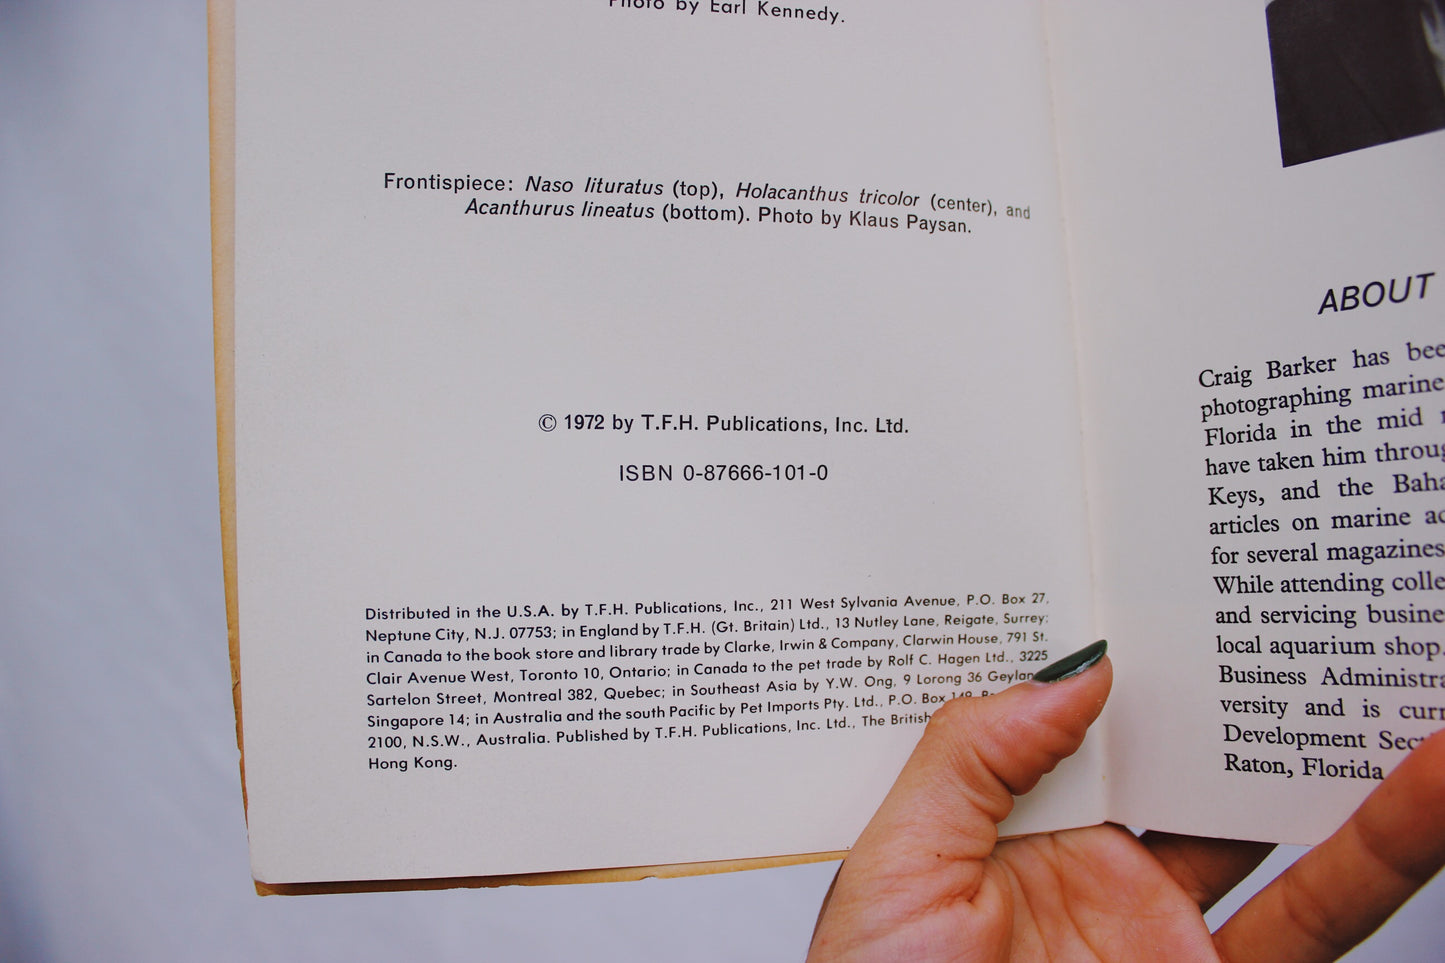 Photo by Earl Kennedy.
Frontispiece: Naso lituratus (top), Holacanthus tricolor (center), and
Acanthurus lineatus (bottom). Photo by Klaus Paysan.
© 1972 by T.F.H. Publications, Inc. Ltd.
ISBN 0-87666-101-0
Distributed in the U.S.A. by T.F.H. Publications, Inc., 211 West Sylvania Avenue, P.O. Box 27,
Neptune City, N.J. 07753; in England by T.F.H. (Gt. Britain) Ltd., 13 Nutley Lane, Reigate, Surrey;
in Canada to the book store and library trade by Clarke, Irwin & Company, Clarwin House, 791 St.
Clair Avenue West, Toronto 10, Ontario; in Canada to the pet trade by Rolf C. Hagen Ltd., 3225
Sartelon Street, Montreal 382, Quebec; in Southeast Asia by Y.W. Ong, 9 Lorong 36 Geylan
Singapore 14; in Australia and the south Pacific by Pet Imports Pty. Ltd., P.O. Box 149,
2100, N.S.W., Australia. Published by T.F.H. Publications, Inc. Ltd., The British
Hong Kong.
ABOUT
Craig Barker has bee
photographing marine
Florida in the mid
have taken him throug
Keys, and the Baha
articles on marine
for several magazines
While attending colle
and servicing busine
local aquarium shop.
Business Administra
versity and is curr
Development Sect
Raton, Florida